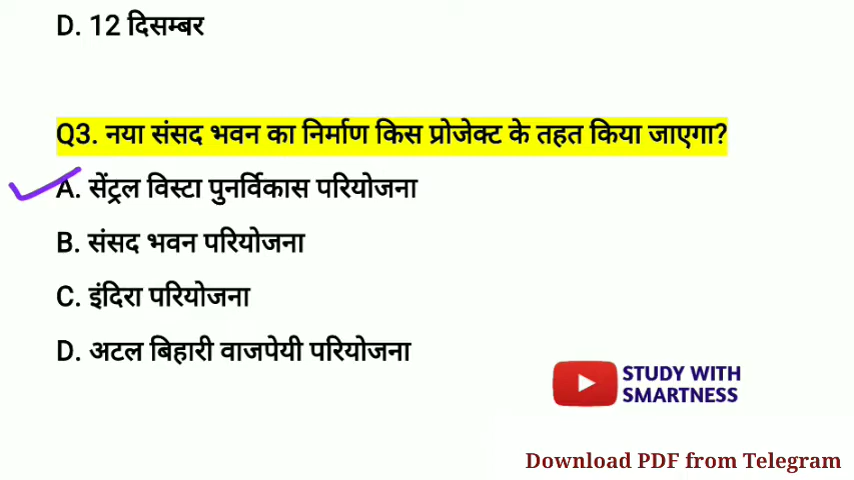 D. 12 दिसम्बर
Q3. नया संसद भवन का निर्माण किस प्रोजेक्ट के तहत किया जाएगा?
A. सेंट्रल विस्टा पुनर्विकास परियोजना
B. संसद भवन परियोजना
C. इंदिरा परियोजना
D. अटल बिहारी वाजपेयी परियोजना
STUDY WITH
SMARTNESS
Download PDF from Telegram